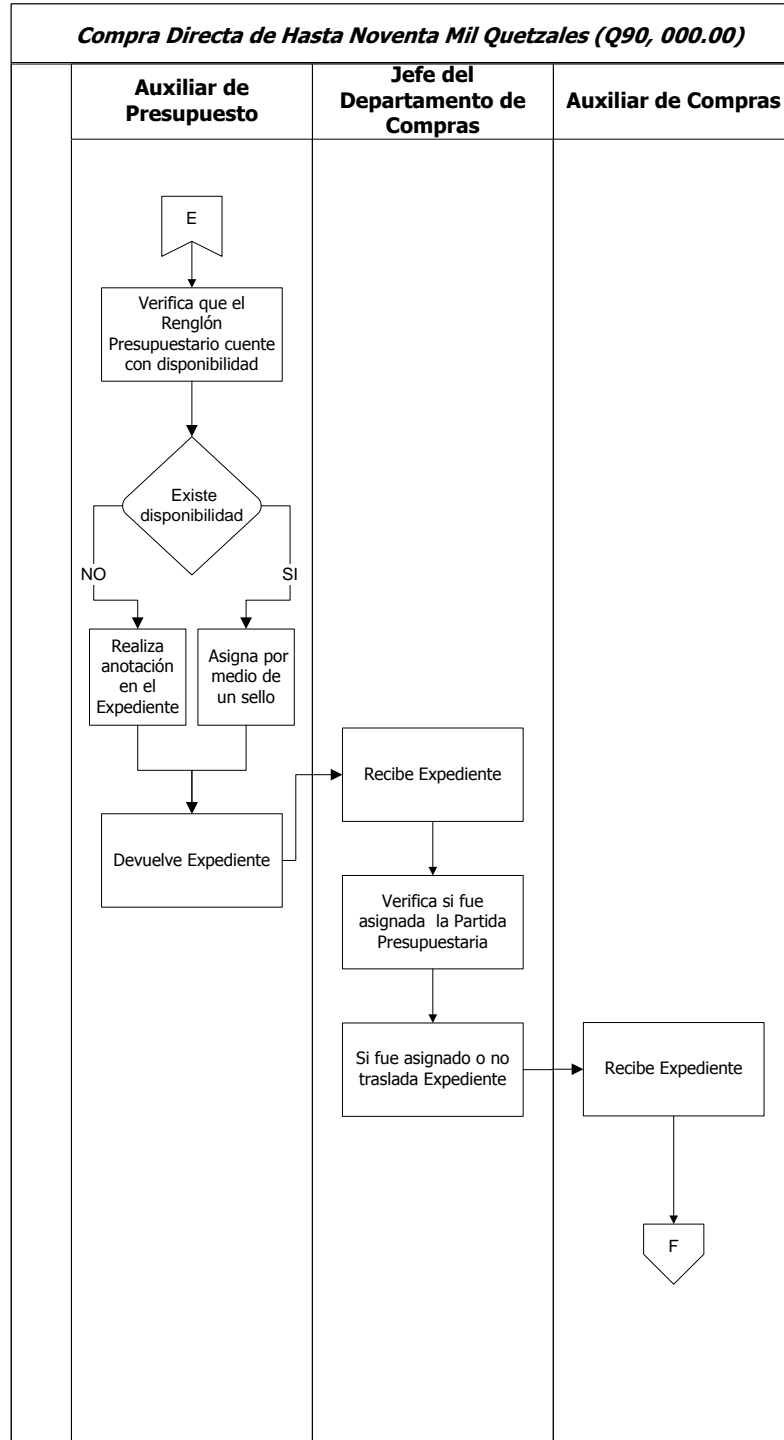 Compra Directa de Hasta Noventa Mil Quetzales (Q90, 000.00)
Auxiliar de
Presupuesto
Jefe del
Departamento de
Compras
Auxiliar de Compras
E
Verifica que el
Renglón
Presupuestario cuente
con disponibilidad
Existe
disponibilidad
NO
SI
Realiza
anotación
en el
Expediente
Asigna por
medio de
un sello
Devuelve Expediente
Recibe Expediente
Verifica si fue
asignada la Partida
Presupuestaria
Si fue asignado o no
traslada Expediente
Recibe Expediente
F